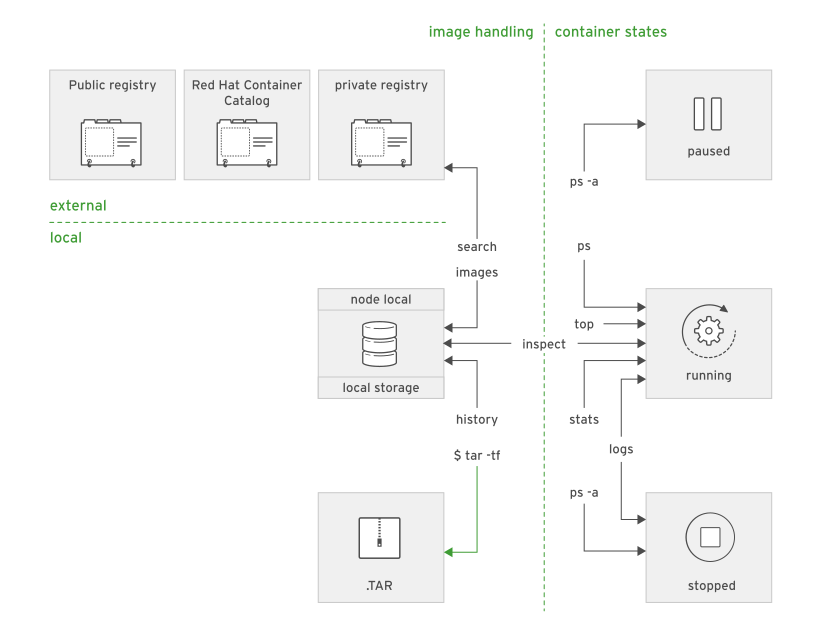 image handling
container states
Public registry
Red Hat Container
Catalog
private registry
paused
ps -a
external
local
search
ps
images
node local
top
inspect
running
local storage
history
stats
logs
$ tar -tf
ps -a
.TAR
stopped